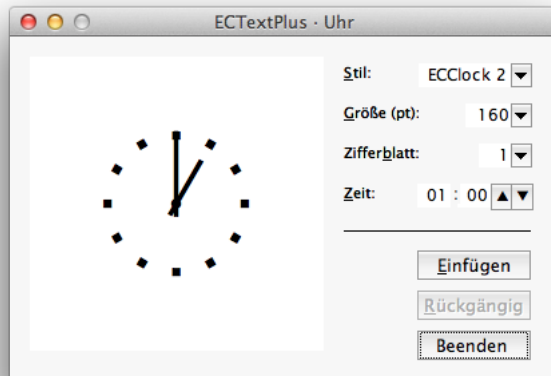 ECTextPlus · Uhr
Stil: ECClock 2
Größe (pt): 160
Zifferblatt: 1
Zeit: 01 : 00
Einfügen
Rückgängig
Beenden